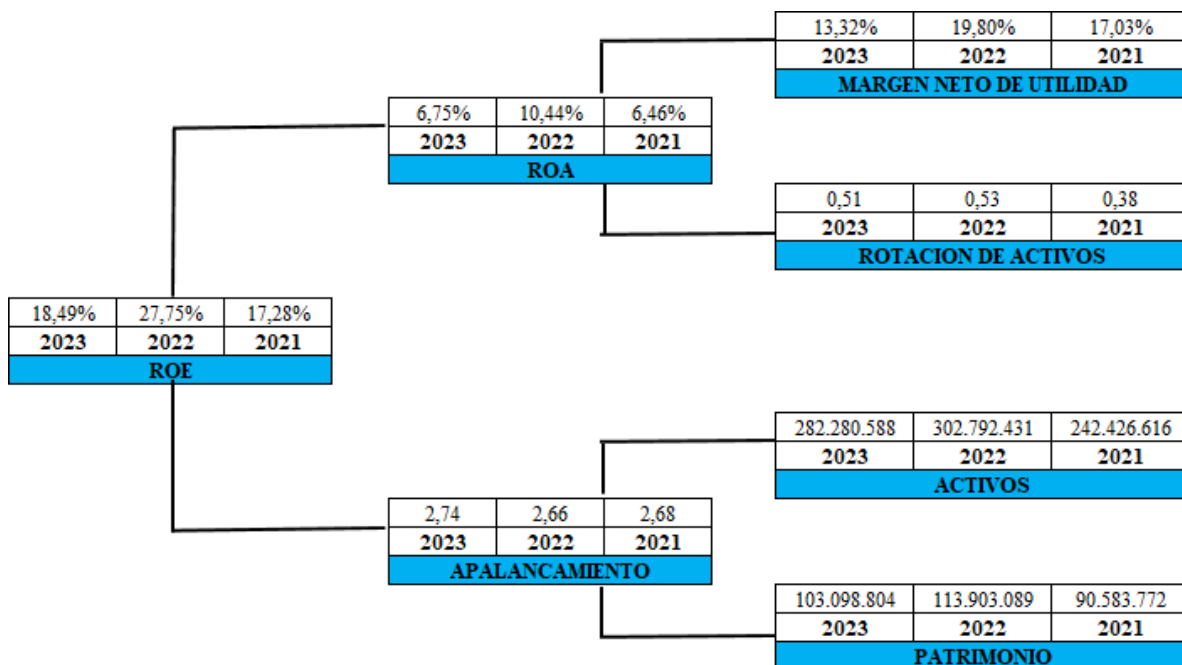 13,32% 19,80% 17,03%
2023 2022 2021
MARGEN NETO DE UTILIDAD
6,75% 10,44% 6,46%
2023 2022 2021
ROA
0,51 0,53 0,38
2023 2022 2021
ROTACION DE ACTIVOS
18,49% 27,75% 17,28%
2023 2022 2021
ROE
282.280.588 302.792.431 242.426.616
2023 2022 2021
ACTIVOS
2,74 2,66 2,68
2023 2022 2021
APALANCAMIENTO
103.098.804 113.903.089 90.583.772
2023 2022 2021
PATRIMONIO